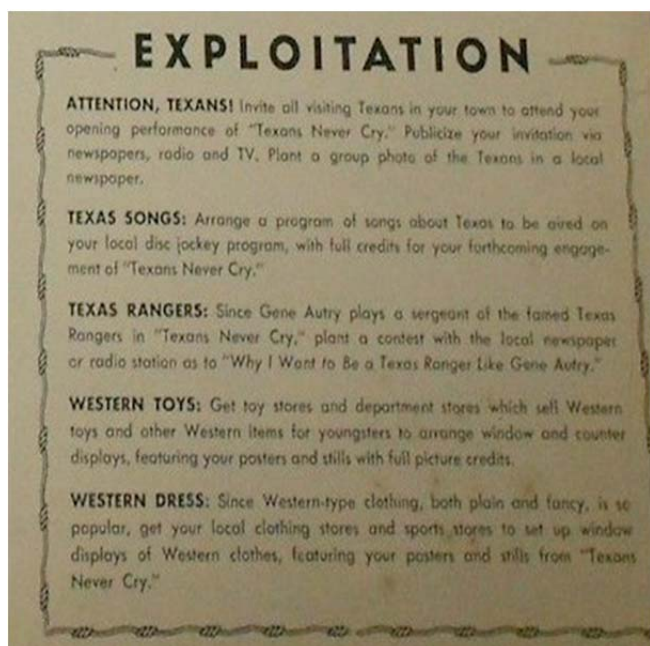 EXPLOITATION
ATTENTION, TEXANS! Invite all visiting Texans in your town to attend your
opening performance of "Texans Never Cry." Publicize your invitation via
newspapers, radio and TV. Plant a group photo of the Texans in a local
newspaper.
TEXAS SONGS: Arrange a program of songs about Texas to be aired on
your local disc jockey program, with full credits for your forthcoming engage-
ment of "Texans Never Cry."
TEXAS RANGERS: Since Gene Autry plays a sergeant of the famed Texas
Rangers in "Texans Never Cry," plant a contest with the local newspaper
or radio station as to "Why I Want to Be a Texas Ranger Like Gene Autry."
WESTERN TOYS: Get toy stores and department stores which sell Western
toys and other Western items for youngsters to arrange window and counter
displays, featuring your posters and stills with full picture credits.
WESTERN DRESS: Since Western-type clothing, both plain and fancy, is so
popular, get your local clothing stores and sports stores to set up window
displays of Western clothes, featuring your posters and stills from "Texans
Never Cry."